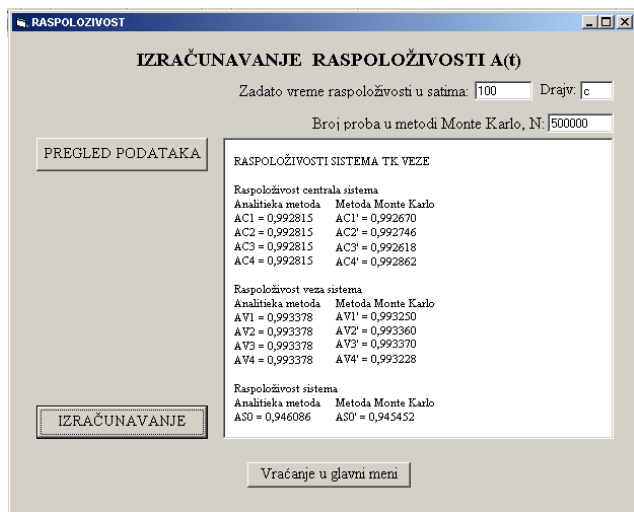 RASPOLOZIVOST
IZRAČUNAVANJE RASPOLOŽIVOSTI A(t)
Zadato vreme raspoloživosti u satima: 100 Drajv: c
Broj proba u metodi Monte Karlo, N: 500000
PREGLED PODATAKA
RASPOLOŽIVOSTI SISTEMA TK VEZE
Raspoloživost centrala sistema
Analitieka metoda Metoda Monte Karlo
AC1 = 0,992815 AC1' = 0,992670
AC2 = 0,992815 AC2' = 0,992746
AC3 = 0,992815 AC3' = 0,992618
AC4 = 0,992815 AC4' = 0,992862
Raspoloživost veza sistema
Analitieka metoda Metoda Monte Karlo
AV1 = 0,993378 AV1' = 0,993250
AV2 = 0,993378 AV2' = 0,993360
AV3 = 0,993378 AV3' = 0,993370
AV4 = 0,993378 AV4' = 0,993228
Raspoloživost sistema
Analitieka metoda Metoda Monte Karlo
AS0 = 0,946086 AS0' = 0,945452
IZRAČUNAVANJE
Vraćanje u glavni meni